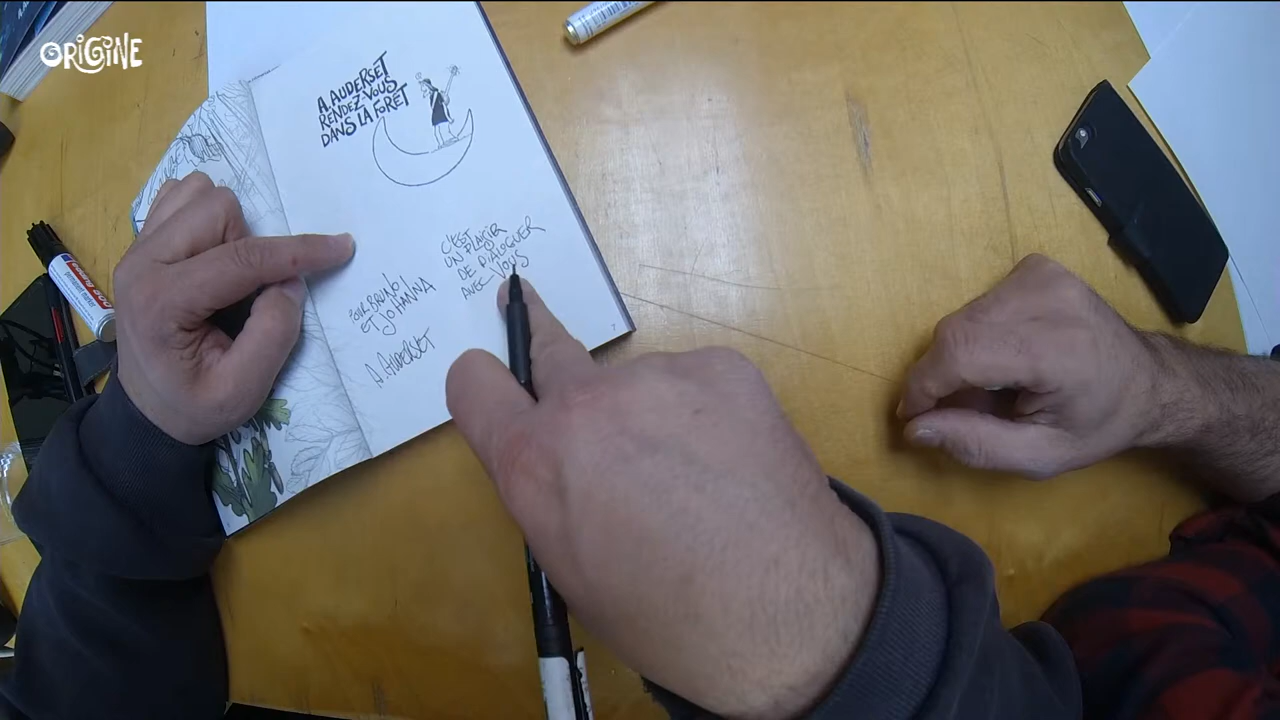 ORIGINE
A. AUDERSET
RENDEZ-VOUS
DANS LA FORÊT
C'EST
UN PLAISIR
DE DIALOGUER
AVEC VOUS
POUR BRUNO
ET JOHANNA
A. AUDERSET
7